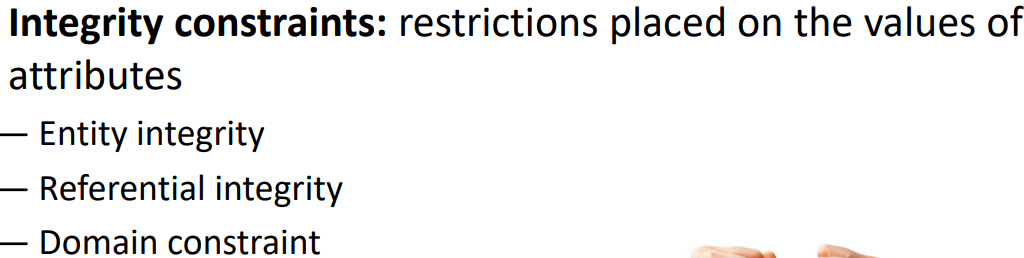 Integrity constraints: restrictions placed on the values of
attributes
— Entity integrity
— Referential integrity
— Domain constraint